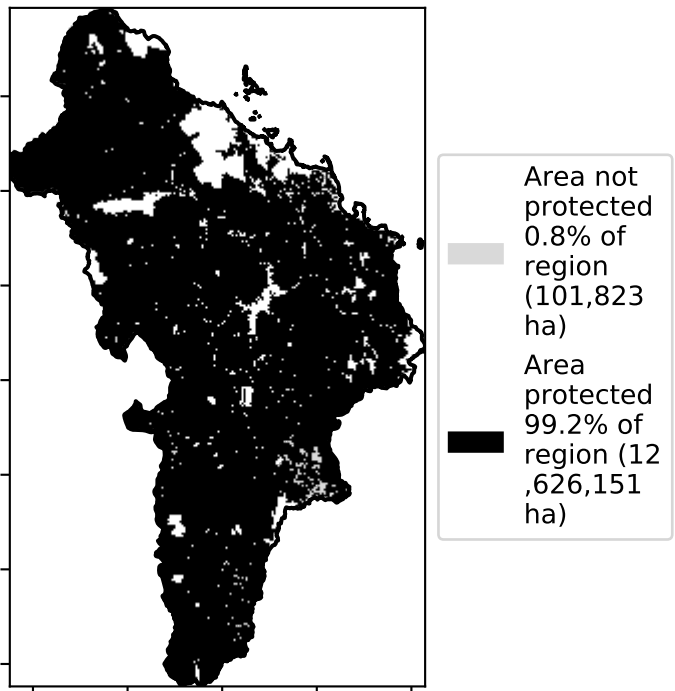 Area not
protected
0.8% of
region
(101,823
ha)
Area
protected
99.2% of
region (12
,626,151
ha)